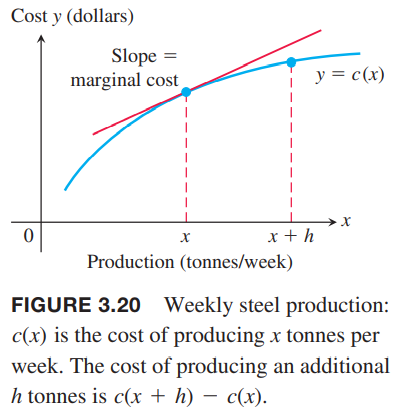 Cost y (dollars)
Slope =
marginal cost
y = c(x)
x
0
x
x + h
Production (tonnes/week)
FIGURE 3.20 Weekly steel production:
c(x) is the cost of producing x tonnes per
week. The cost of producing an additional
h tonnes is c(x + h) − c(x).